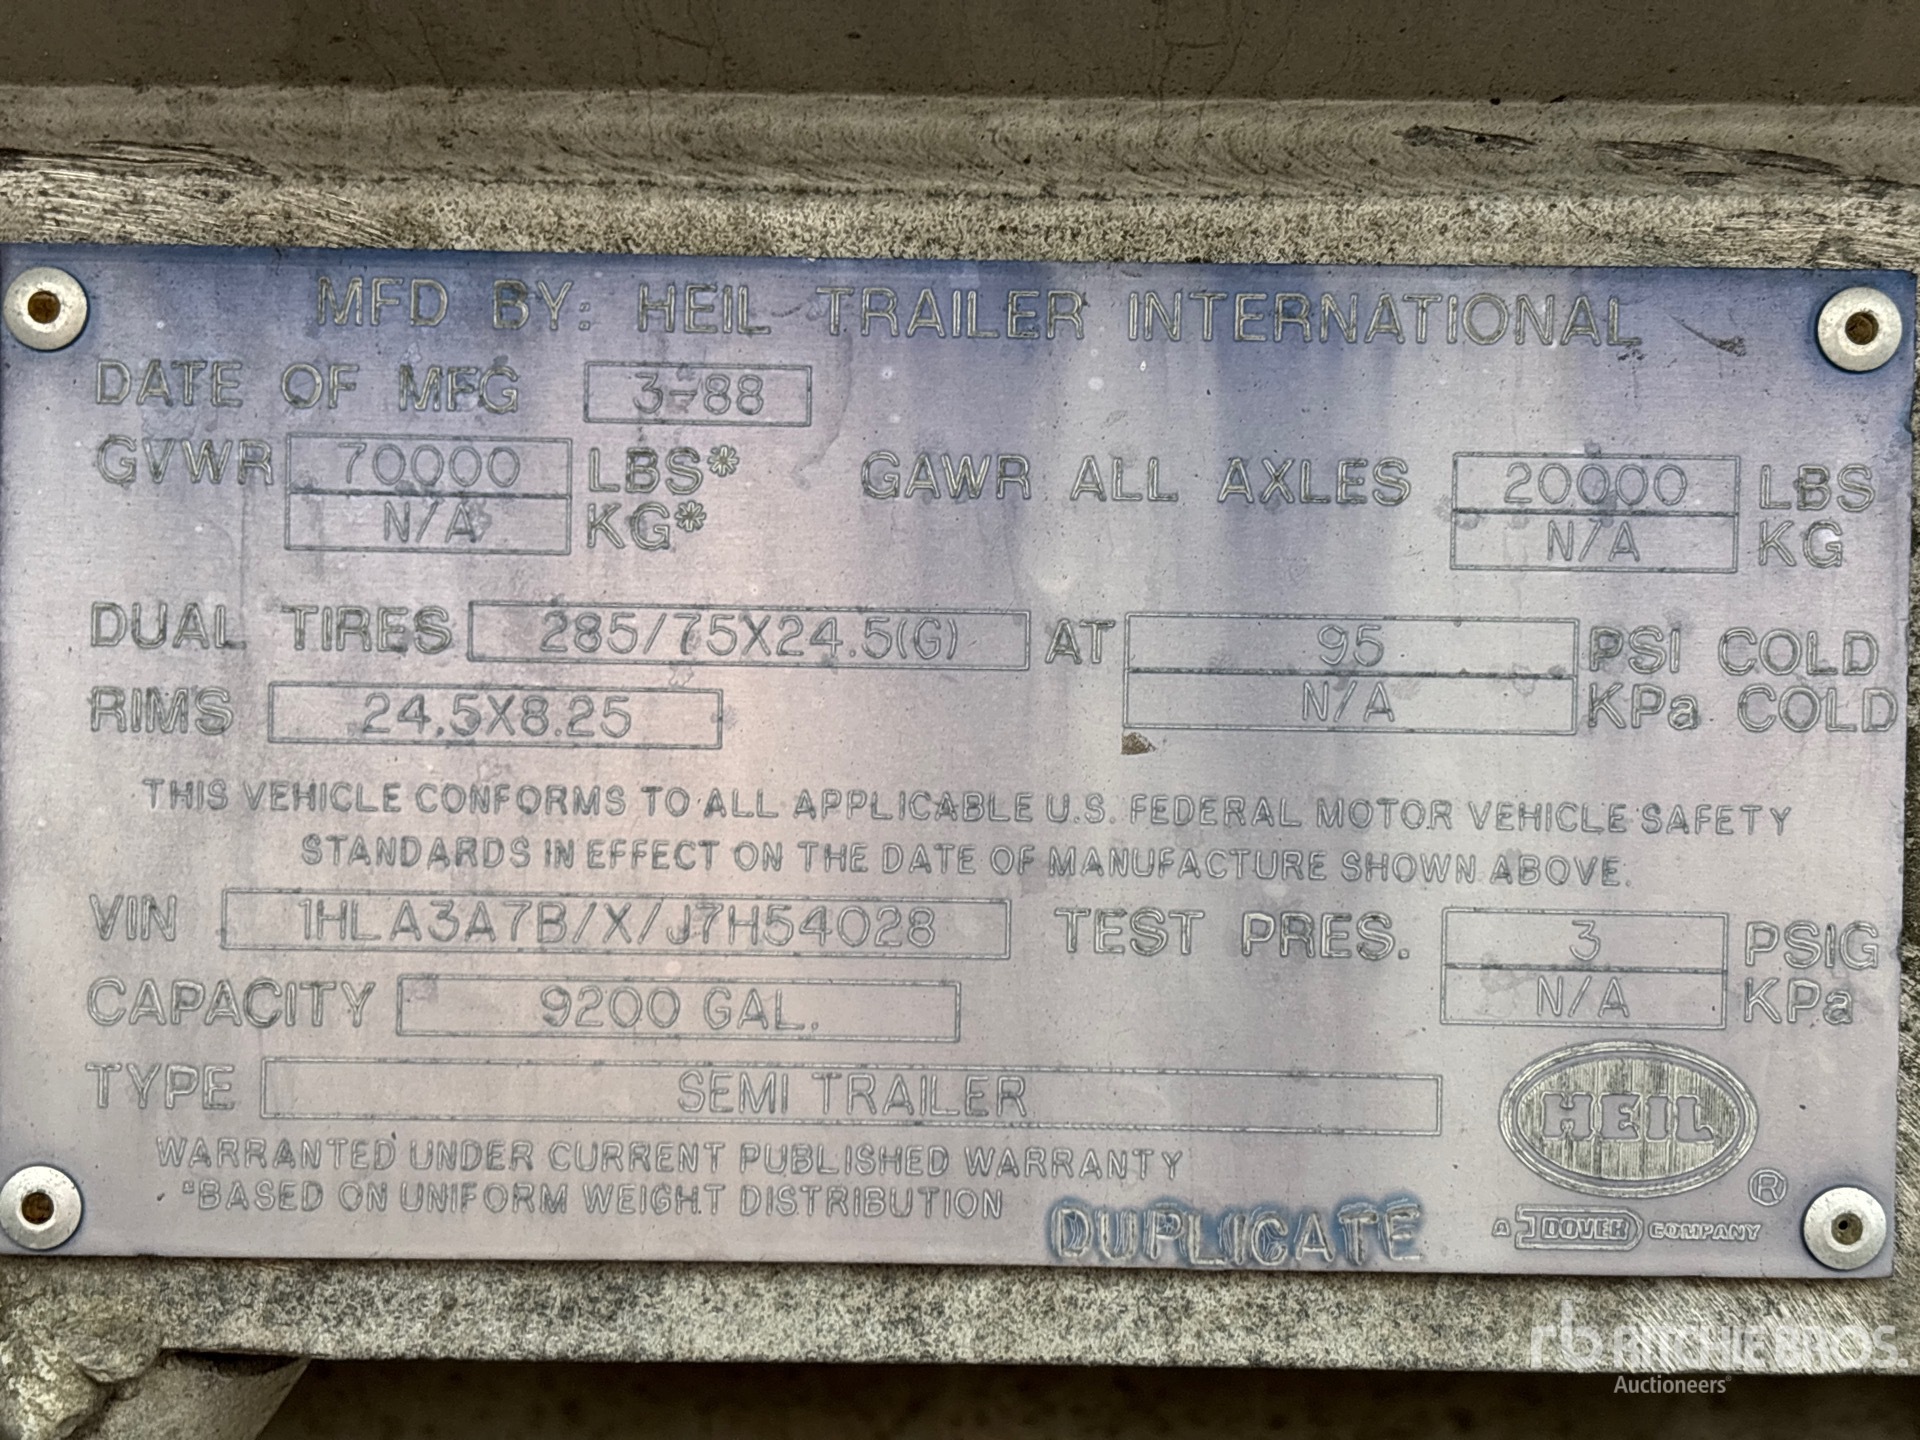 MFD BY: HEIL TRAILER INTERNATIONAL
DATE OF MFG 3-88
GVWR 70000 LBS* GAWR ALL AXLES 20000 LBS
N/A KG* N/A KG
DUAL TIRES 285/75X24.5(G) AT 95 PSI COLD
RIMS 24.5X8.25 N/A KPa COLD
THIS VEHICLE CONFORMS TO ALL APPLICABLE U.S. FEDERAL MOTOR VEHICLE SAFETY
STANDARDS IN EFFECT ON THE DATE OF MANUFACTURE SHOWN ABOVE.
VIN 1HLA3A7B/X/J7H54028 TEST PRES. 3 PSIG
CAPACITY 9200 GAL. N/A KPa
TYPE SEMI TRAILER
HEIL ®
WARRANTED UNDER CURRENT PUBLISHED WARRANTY
*BASED ON UNIFORM WEIGHT DISTRIBUTION
DUPLICATE
A DOVER COMPANY
rb RITCHIE BROS.
Auctioneers